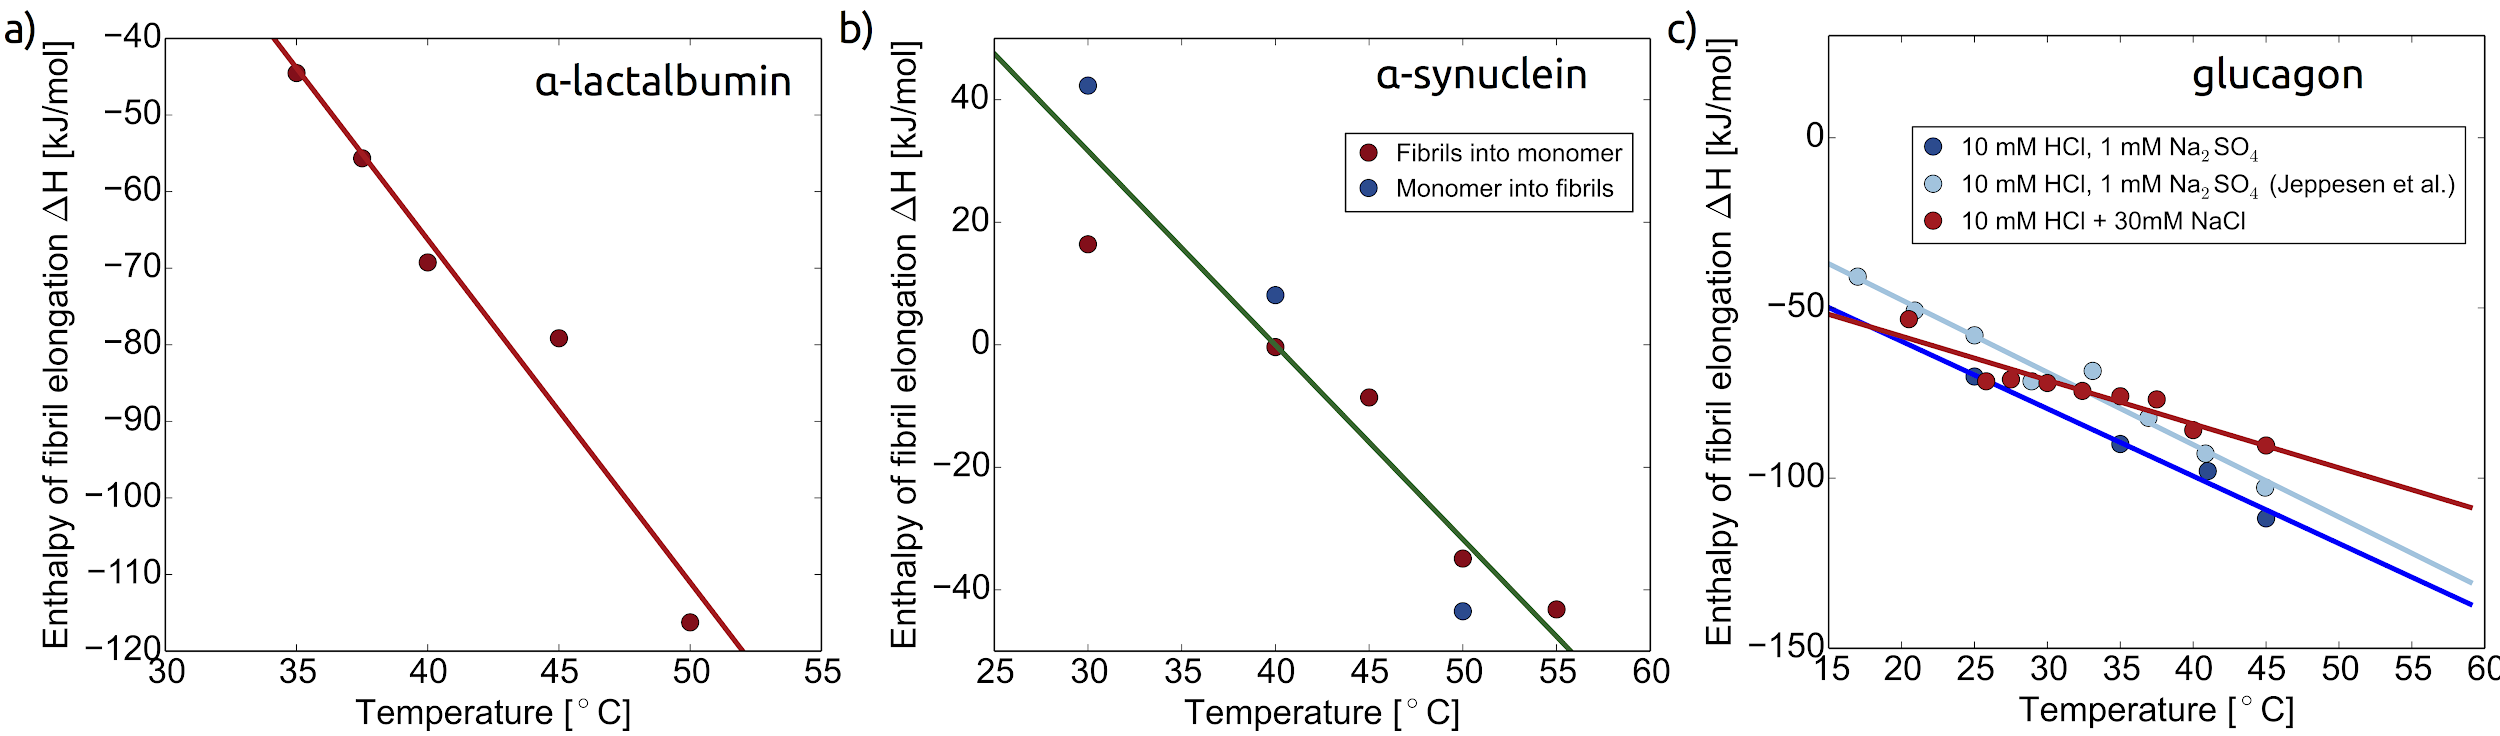 a)
α-lactalbumin
Enthalpy of fibril elongation ΔH [kJ/mol]
−40
−50
−60
−70
−80
−90
−100
−110
−120
30 35 40 45 50 55
Temperature [°C]
b)
α-synuclein
Fibrils into monomer
Monomer into fibrils
Enthalpy of fibril elongation ΔH [kJ/mol]
40
20
0
−20
−40
25 30 35 40 45 50 55 60
Temperature [°C]
c)
glucagon
10 mM HCl, 1 mM Na₂SO₄
10 mM HCl, 1 mM Na₂SO₄ (Jeppesen et al.)
10 mM HCl + 30mM NaCl
Enthalpy of fibril elongation ΔH [kJ/mol]
0
−50
−100
−150
15 20 25 30 35 40 45 50 55 60
Temperature [°C]